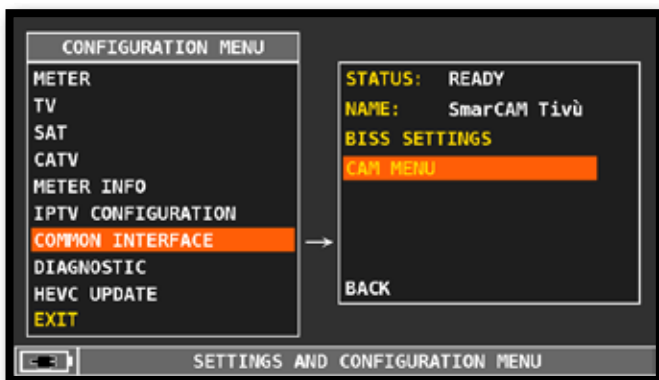 CONFIGURATION MENU
METER
TV
SAT
CATV
METER INFO
IPTV CONFIGURATION
COMMON INTERFACE
DIAGNOSTIC
HEVC UPDATE
EXIT
STATUS: READY
NAME: SmarCAM Tivù
BISS SETTINGS
CAM MENU
BACK
SETTINGS AND CONFIGURATION MENU